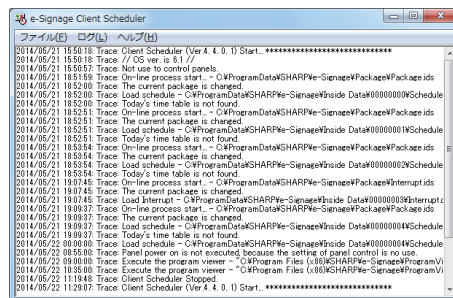 e-Signage Client Scheduler
ファイル(F) ログ(L) ヘルプ(H)
2014/05/21 15:50:18: Trace: Client Scheduler (Ver.4. 4. 0. 1) Start... ******************************
2014/05/21 15:50:18: Trace: // OS ver. is 6.1 //
2014/05/21 15:50:57: Trace: Not use to control panels.
2014/05/21 18:51:59: Trace: On-line process start... - C:¥ProgramData¥SHARP¥e-Signage¥Package¥Package.ids
2014/05/21 18:52:00: Trace: The current package is changed.
2014/05/21 18:52:00: Trace: Load schedule - C:¥ProgramData¥SHARP¥e-Signage¥Inside Data¥00000000¥Schedule
2014/05/21 18:52:00: Trace: Today's time table is not found.
2014/05/21 18:52:51: Trace: On-line process start... - C:¥ProgramData¥SHARP¥e-Signage¥Package¥Package.ids
2014/05/21 18:52:51: Trace: The current package is changed.
2014/05/21 18:52:51: Trace: Load schedule - C:¥ProgramData¥SHARP¥e-Signage¥Inside Data¥00000001¥Schedule
2014/05/21 18:52:51: Trace: Today's time table is not found.
2014/05/21 18:53:54: Trace: On-line process start... - C:¥ProgramData¥SHARP¥e-Signage¥Package¥Package.ids
2014/05/21 18:53:54: Trace: The current package is changed.
2014/05/21 18:53:54: Trace: Load schedule - C:¥ProgramData¥SHARP¥e-Signage¥Inside Data¥00000002¥Schedule
2014/05/21 18:53:54: Trace: Today's time table is not found.
2014/05/21 19:07:45: Trace: On-line process start... - C:¥ProgramData¥SHARP¥e-Signage¥Package¥Interrupt.ids
2014/05/21 19:07:45: Trace: The current package is changed.
2014/05/21 19:07:45: Trace: Load Interrupt - C:¥ProgramData¥SHARP¥e-Signage¥Inside Data¥00000003¥Interrupt.c
2014/05/21 19:09:37: Trace: On-line process start... - C:¥ProgramData¥SHARP¥e-Signage¥Package¥Package.ids
2014/05/21 19:09:37: Trace: The current package is changed.
2014/05/21 19:09:37: Trace: Load schedule - C:¥ProgramData¥SHARP¥e-Signage¥Inside Data¥00000004¥Schedule
2014/05/21 19:09:37: Trace: Today's time table is not found.
2014/05/22 00:00:00: Trace: Load schedule - C:¥ProgramData¥SHARP¥e-Signage¥Inside Data¥00000004¥Schedule
2014/05/22 08:55:00: Trace: Panel power on is not executed, because the setting of panel control is no use.
2014/05/22 09:00:00: Trace: Execute the program viewer - ^C:¥Program Files (x86)¥SHARP¥e-Signage¥ProgramVi
2014/05/22 10:35:00: Trace: Execute the program viewer - ^C:¥Program Files (x86)¥SHARP¥e-Signage¥ProgramVi
2014/05/22 11:19:48: Trace: Client Scheduler Stopped.
2014/05/22 11:29:07: Trace: Client Scheduler (Ver.4. 4. 0. 1) Start... ******************************